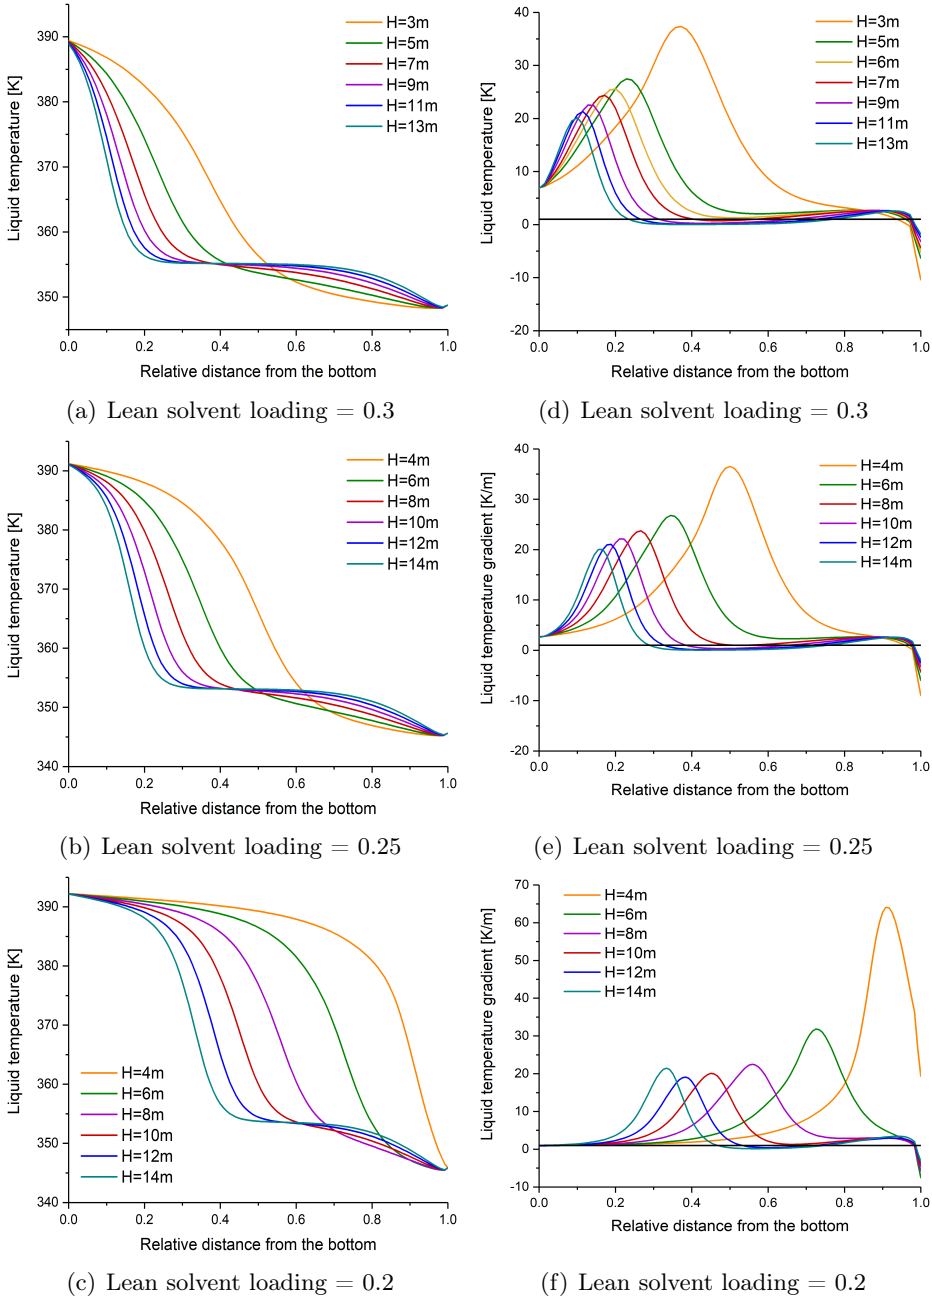 390
380
370
360
350
Liquid temperature [K]
H=3m
H=5m
H=7m
H=9m
H=11m
H=13m
0.0 0.2 0.4 0.6 0.8 1.0
Relative distance from the bottom
(a) Lean solvent loading = 0.3
40
30
20
10
0
-10
-20
Liquid temperature [K]
H=3m
H=5m
H=6m
H=7m
H=9m
H=11m
H=13m
0.0 0.2 0.4 0.6 0.8 1.0
Relative distance from the bottom
(d) Lean solvent loading = 0.3
390
380
370
360
350
340
Liquid temperature [K]
H=4m
H=6m
H=8m
H=10m
H=12m
H=14m
0.0 0.2 0.4 0.6 0.8 1.0
Relative distance from the bottom
(b) Lean solvent loading = 0.25
40
30
20
10
0
-10
-20
Liquid temperature gradient [K/m]
H=4m
H=6m
H=8m
H=10m
H=12m
H=14m
0.0 0.2 0.4 0.6 0.8 1.0
Relative distance from the bottom
(e) Lean solvent loading = 0.25
390
380
370
360
350
340
Liquid temperature [K]
H=4m
H=6m
H=8m
H=10m
H=12m
H=14m
0.0 0.2 0.4 0.6 0.8 1.0
Relative distance from the bottom
(c) Lean solvent loading = 0.2
70
60
50
40
30
20
10
0
-10
Liquid temperature gradient [K/m]
H=4m
H=6m
H=8m
H=10m
H=12m
H=14m
0.0 0.2 0.4 0.6 0.8 1.0
Relative distance from the bottom
(f) Lean solvent loading = 0.2